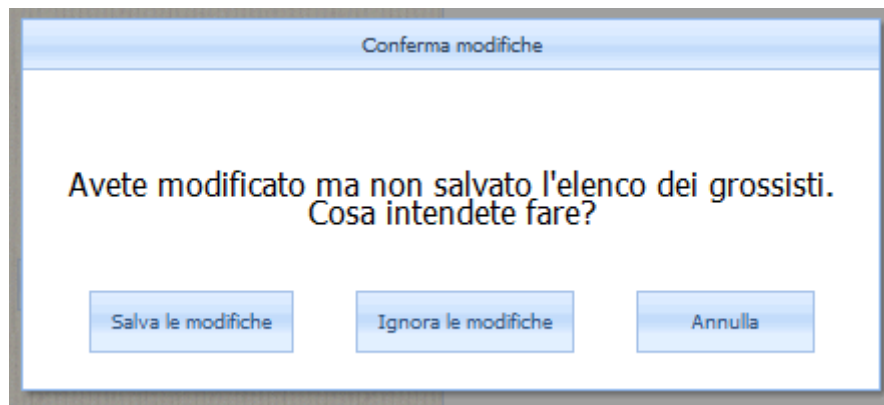 Conferma modifiche
Avete modificato ma non salvato l'elenco dei grossisti.
Cosa intendete fare?
Salva le modifiche
Ignora le modifiche
Annulla